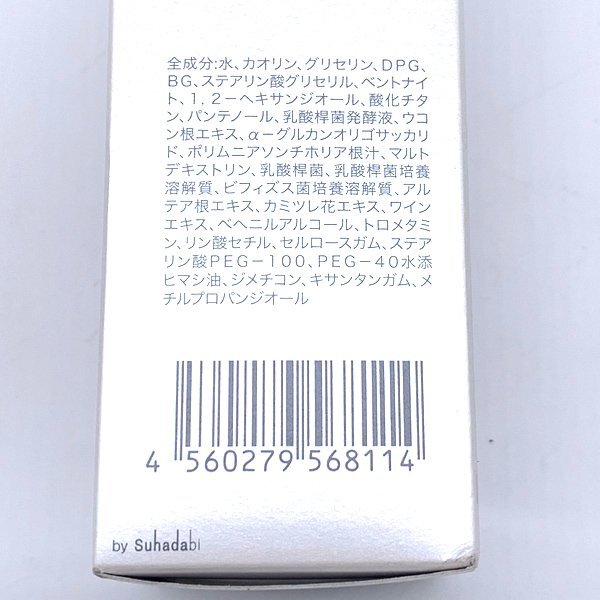 全成分:水、カオリン、グリセリン、DPG、
BG、ステアリン酸グリセリル、ベントナイ
ト、1,2-ヘキサンジオール、酸化チタ
ン、パンテノール、乳酸桿菌発酵液、ウコ
ン根エキス、α-グルカンオリゴサッカリ
ド、ポリムニアソンチホリア根汁、マルト
デキストリン、乳酸桿菌、乳酸桿菌培養
溶解質、ビフィズス菌培養溶解質、アル
テア根エキス、カミツレ花エキス、ワイン
エキス、ベヘニルアルコール、トロメタミ
ン、リン酸セチル、セルロースガム、ステア
リン酸PEG-100、PEG-40水添
ヒマシ油、ジメチコン、キサンタンガム、メ
チルプロパンジオール
4 560279 568114
by Suhadabi